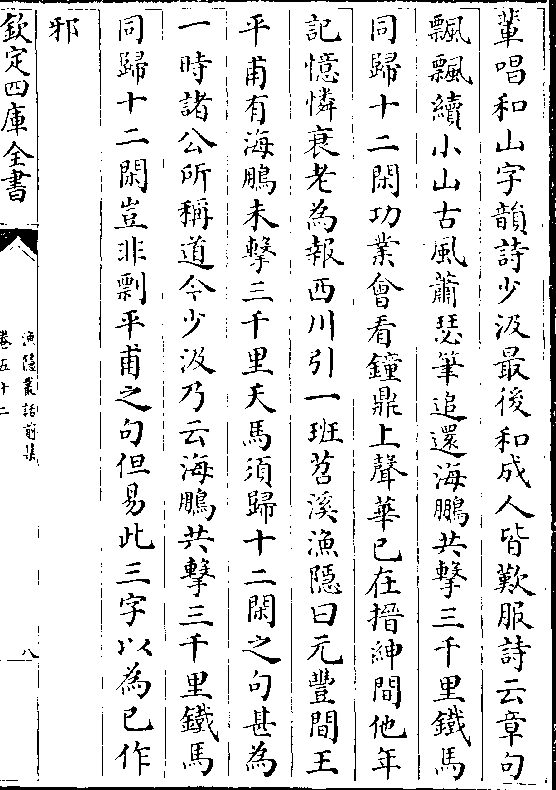 輩唱和山字韻詩少汲最後和成人皆歎服詩云章句
飄飄續小山古風蕭瑟筆追還海鵬共擊三千里鐵馬
同歸十二閑功業會看鐘鼎上聲華已在搢紳間他年
記憶憐衰老為報西川引一班苕溪漁隱曰元豐間王
平甫有海鵬未擊三千里天馬須歸十二閑之句甚為
一時諸公所稱道今少汲乃云海鵬共擊三千里鐵馬
同歸十二閑豈非剽平甫之句但易此三字以為己作
邪
欽定四庫全書
漁隱叢話前集
卷五十二
八